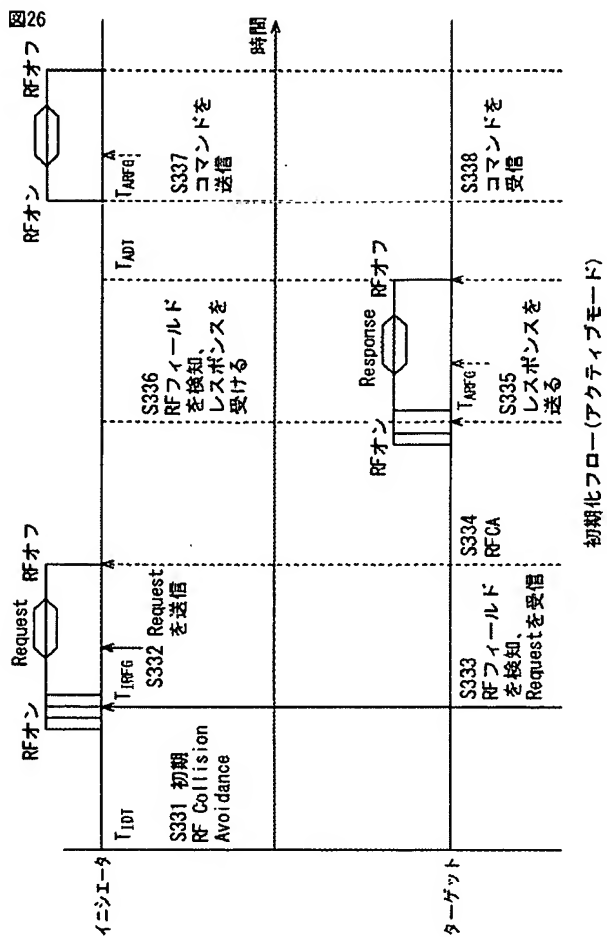 図26
イニシエータ
RFオン
Request
RFオフ
RFオン
RFオフ
T_IDT
T_IRFG
T_ADT
T_ARFG
S331 初期
RF Collision
Avoidance
S332 Request
を送信
S336
RFフィールド
を検知、
レスポンスを
受ける
S337
コマンドを
送信
時間
RFオン
Response
RFオフ
ターゲット
T_ARFG
S333
RFフィールド
を検知、
Requestを受信
S334
RFCA
S335
レスポンスを
送る
S338
コマンドを
受信
初期化フロー(アクティブモード)